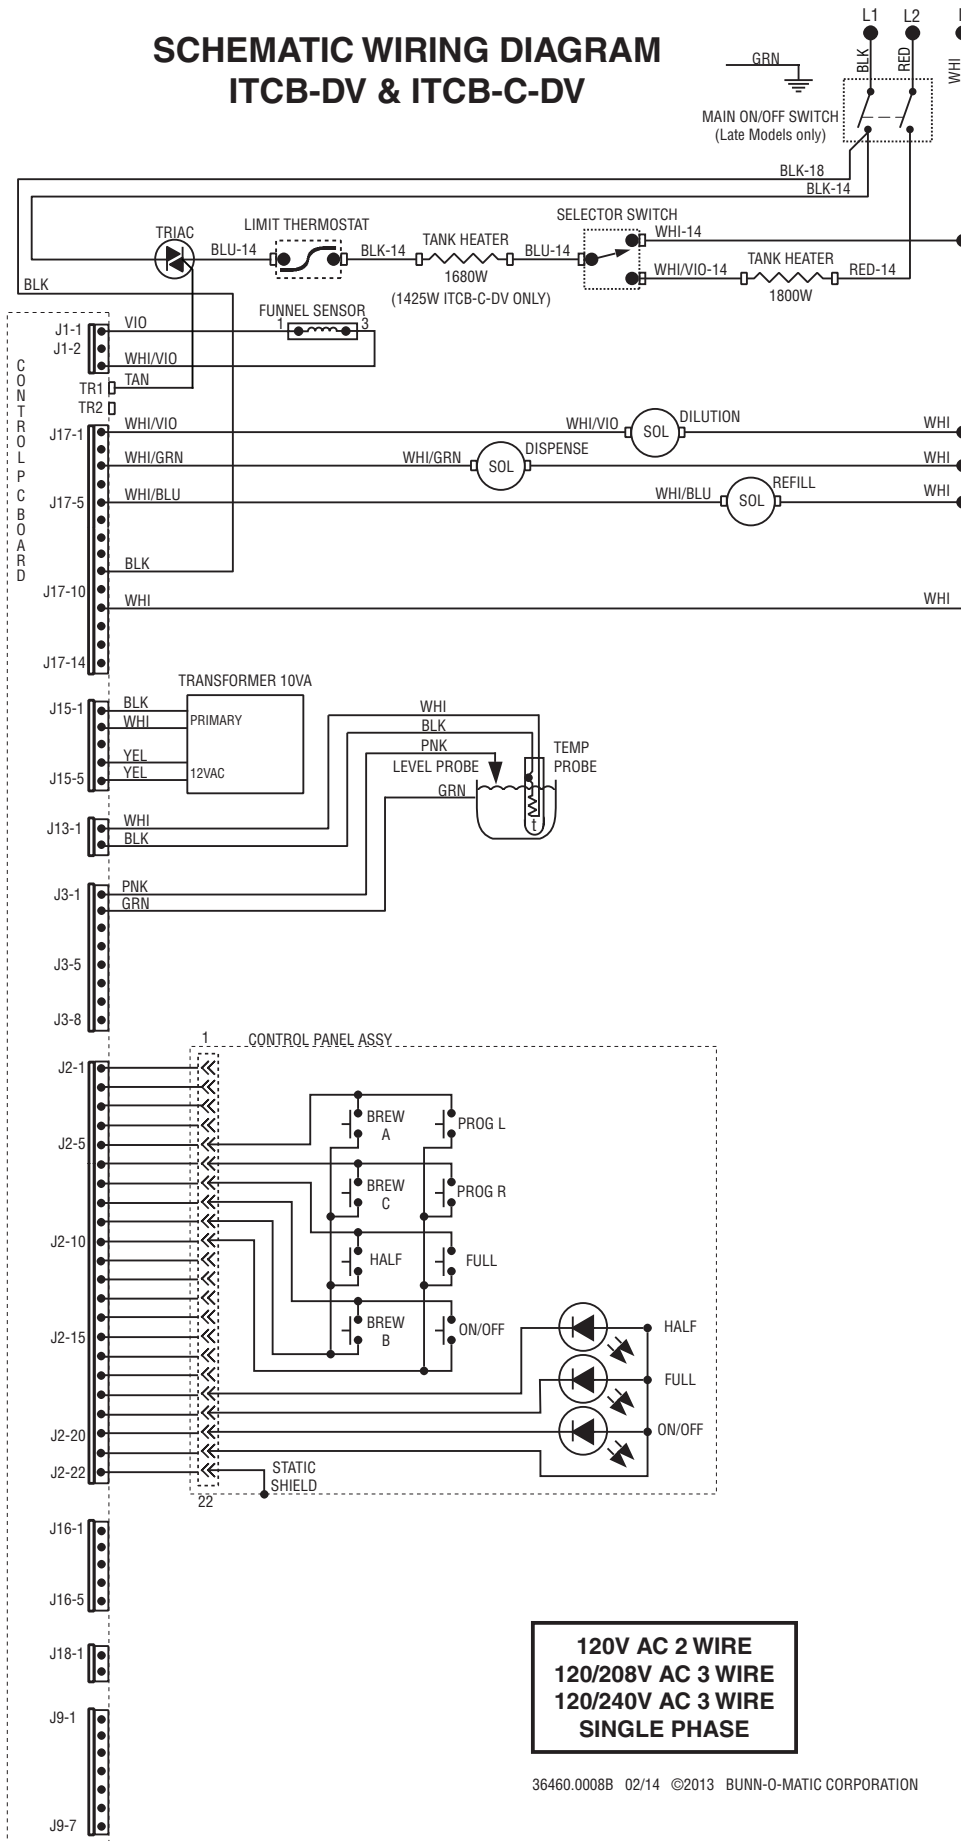 SCHEMATIC WIRING DIAGRAM
ITCB-DV & ITCB-C-DV
L1
L2
GRN
BLK
RED
WHI
MAIN ON/OFF SWITCH
(Late Models only)
BLK-18
BLK-14
TRIAC
LIMIT THERMOSTAT
SELECTOR SWITCH
BLU-14
BLK-14
TANK HEATER
1680W
(1425W ITCB-C-DV ONLY)
BLU-14
WHI-14
WHI/VIO-14
TANK HEATER
1800W
RED-14
BLK
FUNNEL SENSOR
1
3
CONTROL PC BOARD
J1-1
VIO
J1-2
WHI/VIO
TR1
TAN
TR2
J17-1
WHI/VIO
WHI/VIO
SOL
DILUTION
WHI
WHI/GRN
WHI/GRN
SOL
DISPENSE
WHI
J17-5
WHI/BLU
WHI/BLU
SOL
REFILL
WHI
BLK
J17-10
WHI
WHI
J17-14
TRANSFORMER 10VA
J15-1
BLK
WHI
PRIMARY
YEL
J15-5
YEL
12VAC
WHI
BLK
PNK
LEVEL PROBE
TEMP
PROBE
GRN
t
J13-1
WHI
BLK
J3-1
PNK
GRN
J3-5
J3-8
1
CONTROL PANEL ASSY
J2-1
J2-5
BREW
A
PROG L
BREW
C
PROG R
J2-10
HALF
FULL
J2-15
BREW
B
ON/OFF
HALF
FULL
ON/OFF
J2-20
J2-22
STATIC
SHIELD
22
J16-1
J16-5
J18-1
J9-1
J9-7
120V AC 2 WIRE
120/208V AC 3 WIRE
120/240V AC 3 WIRE
SINGLE PHASE
36460.0008B 02/14 ©2013 BUNN-O-MATIC CORPORATION